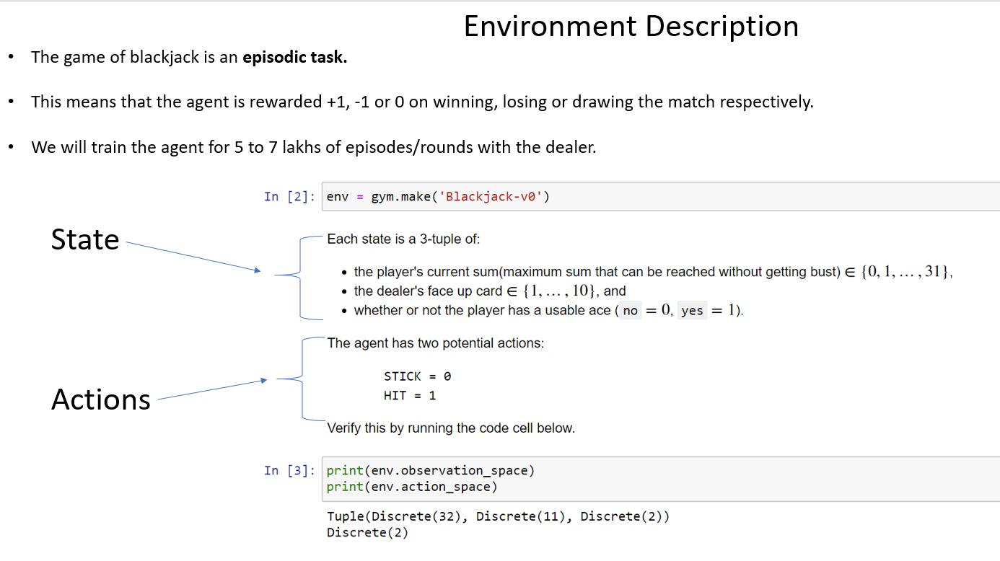 Environment Description
• The game of blackjack is an episodic task.
• This means that the agent is rewarded +1, -1 or 0 on winning, losing or drawing the match respectively.
• We will train the agent for 5 to 7 lakhs of episodes/rounds with the dealer.
In [2]: env = gym.make('Blackjack-v0')
State
Each state is a 3-tuple of:
• the player's current sum(maximum sum that can be reached without getting bust) ∈ {0, 1, … , 31},
• the dealer's face up card ∈ {1, … , 10}, and
• whether or not the player has a usable ace ( no = 0, yes = 1).
The agent has two potential actions:
STICK = 0
HIT = 1
Actions
Verify this by running the code cell below.
In [3]: print(env.observation_space)
print(env.action_space)
Tuple(Discrete(32), Discrete(11), Discrete(2))
Discrete(2)